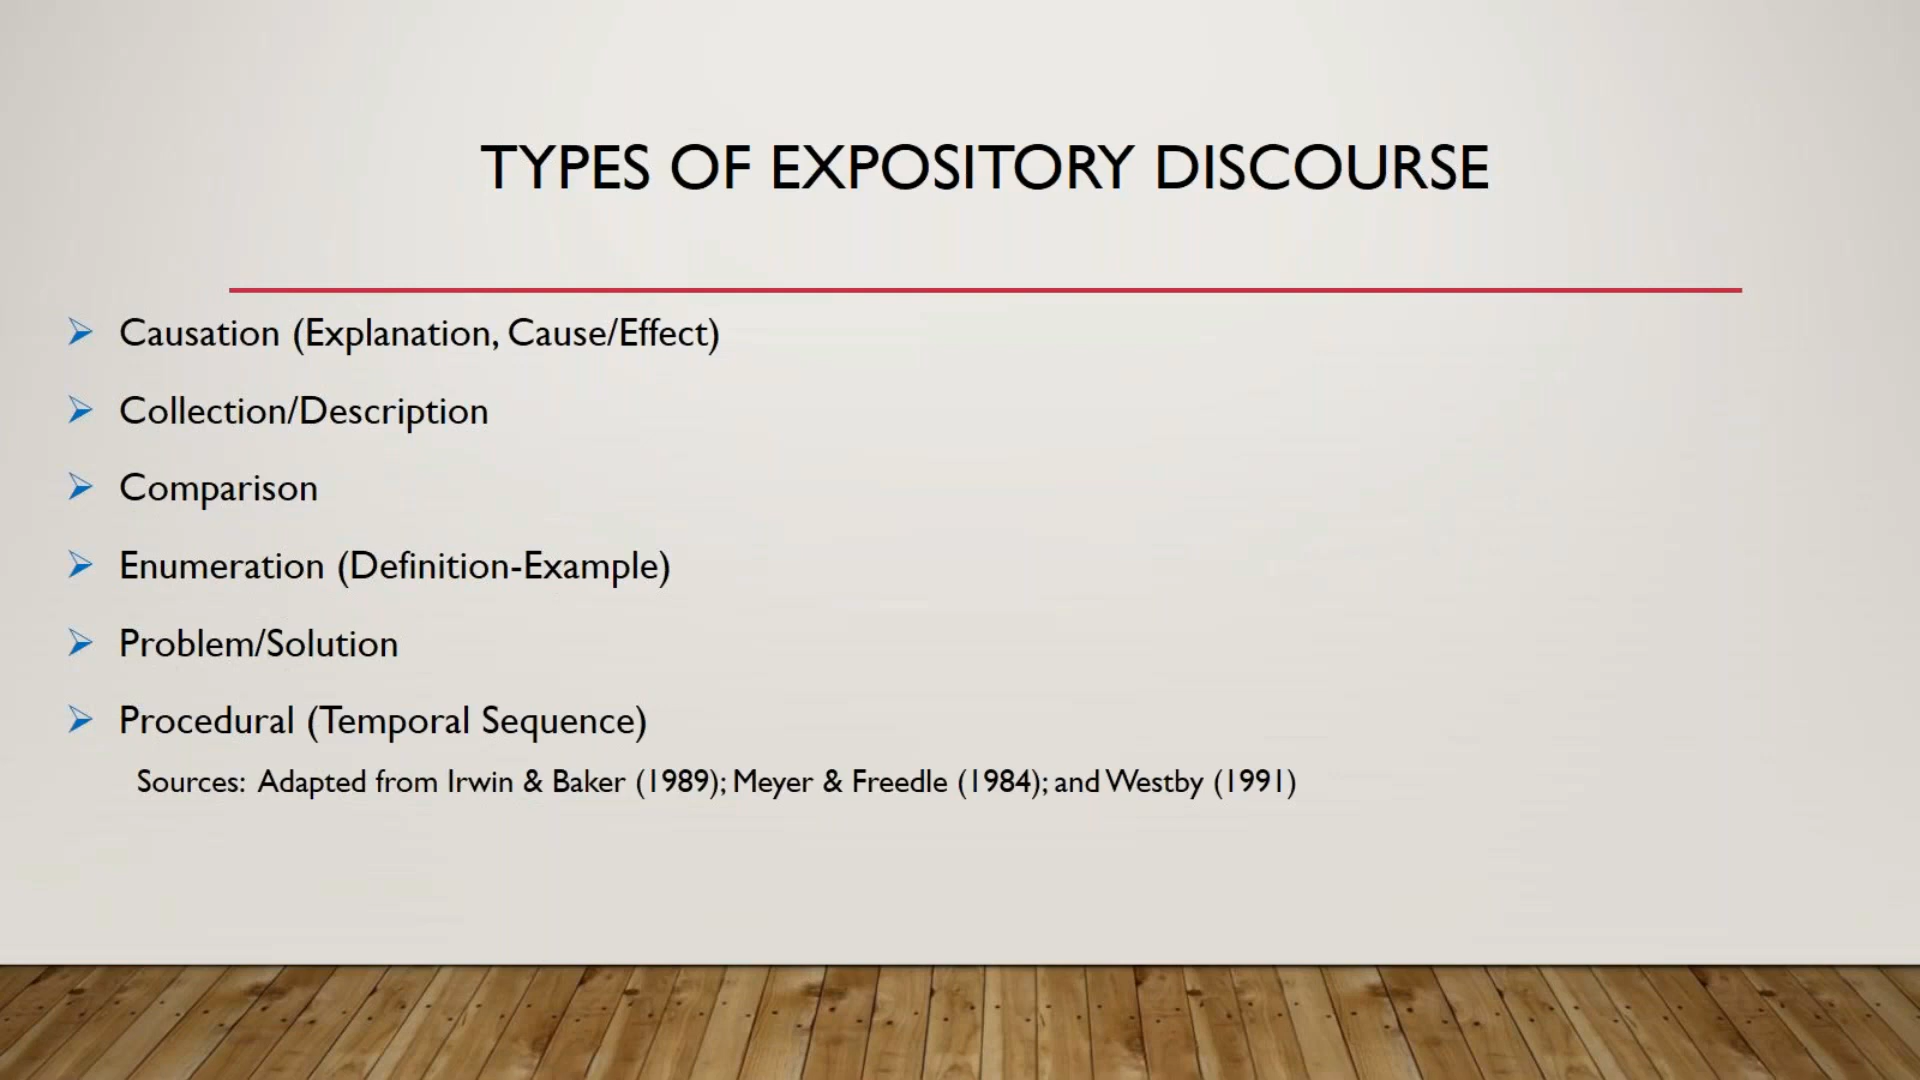 TYPES OF EXPOSITORY DISCOURSE
Causation (Explanation, Cause/Effect)
Collection/Description
Comparison
Enumeration (Definition-Example)
Problem/Solution
Procedural (Temporal Sequence)
Sources: Adapted from Irwin & Baker (1989); Meyer & Freedle (1984); and Westby (1991)